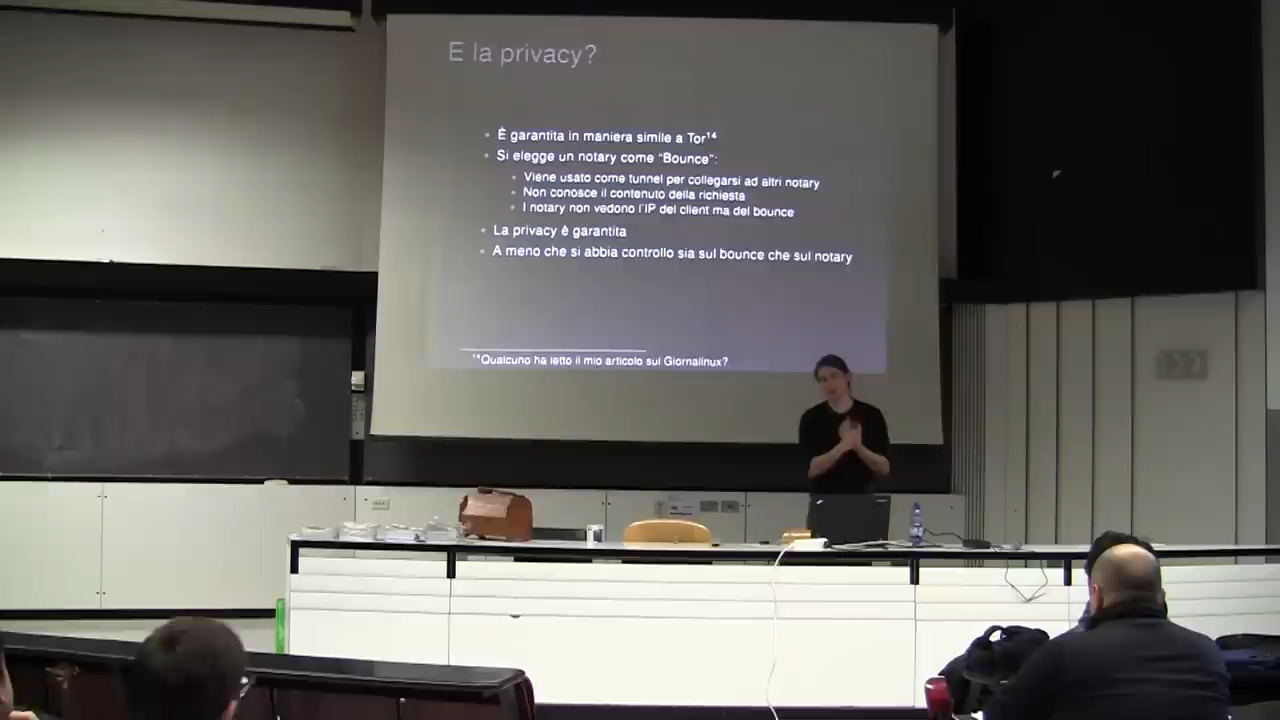 E la privacy?
È garantita in maniera simile a Tor¹⁴
Si elegge un notary come "Bounce":
Viene usato come tunnel per collegarsi ad altri notary
Non conosce il contenuto della richiesta
I notary non vedono l'IP del client ma del bounce
La privacy è garantita
A meno che si abbia controllo sia sul bounce che sul notary
¹⁴Qualcuno ha letto il mio articolo sul Giornalinux?